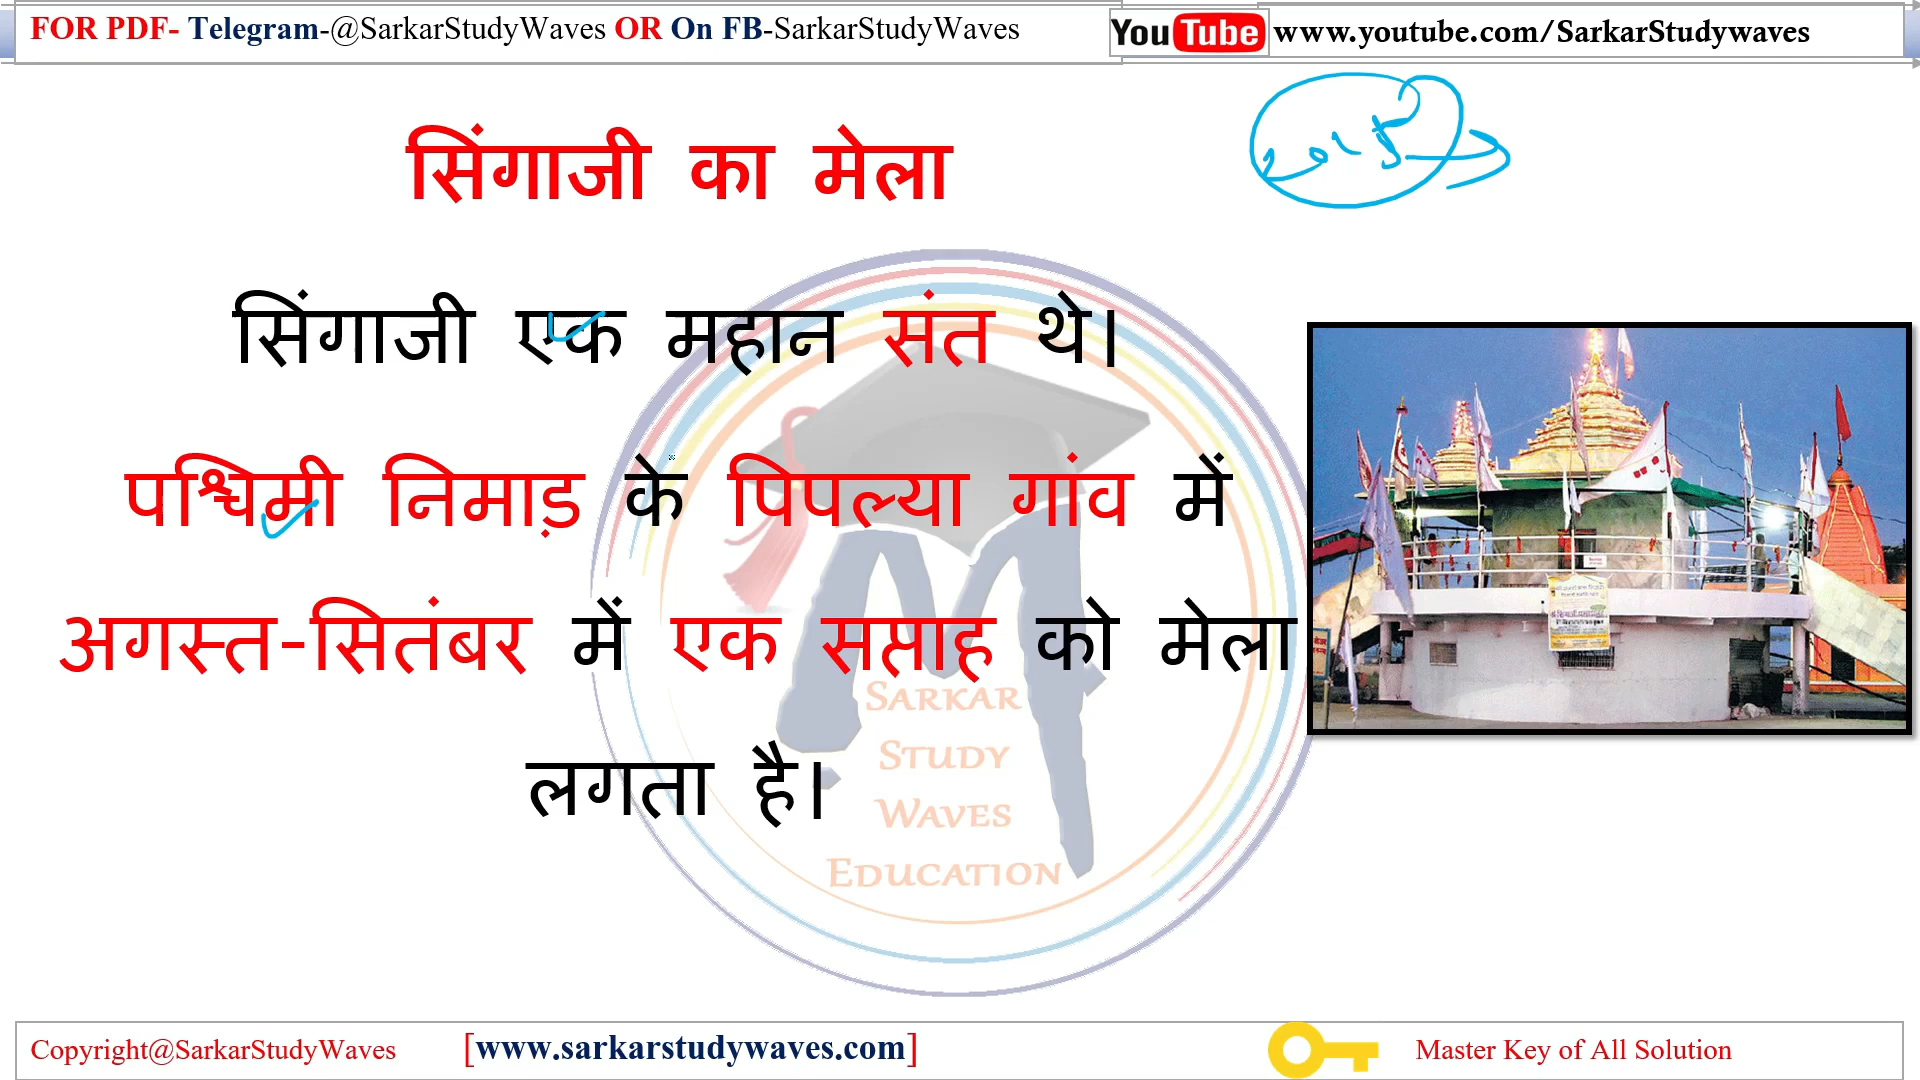 FOR PDF- Telegram-@SarkarStudyWaves OR On FB-SarkarStudyWaves
YouTube www.youtube.com/SarkarStudywaves
सिंगाजी का मेला
सिंगाजी एक महान संत थे।
पश्चिमी निमाड़ के पिपल्या गांव में
अगस्त-सितंबर में एक सप्ताह को मेला
लगता है।
SARKAR
STUDY
WAVES
EDUCATION
Copyright@SarkarStudyWaves
[www.sarkarstudywaves.com]
Master Key of All Solution